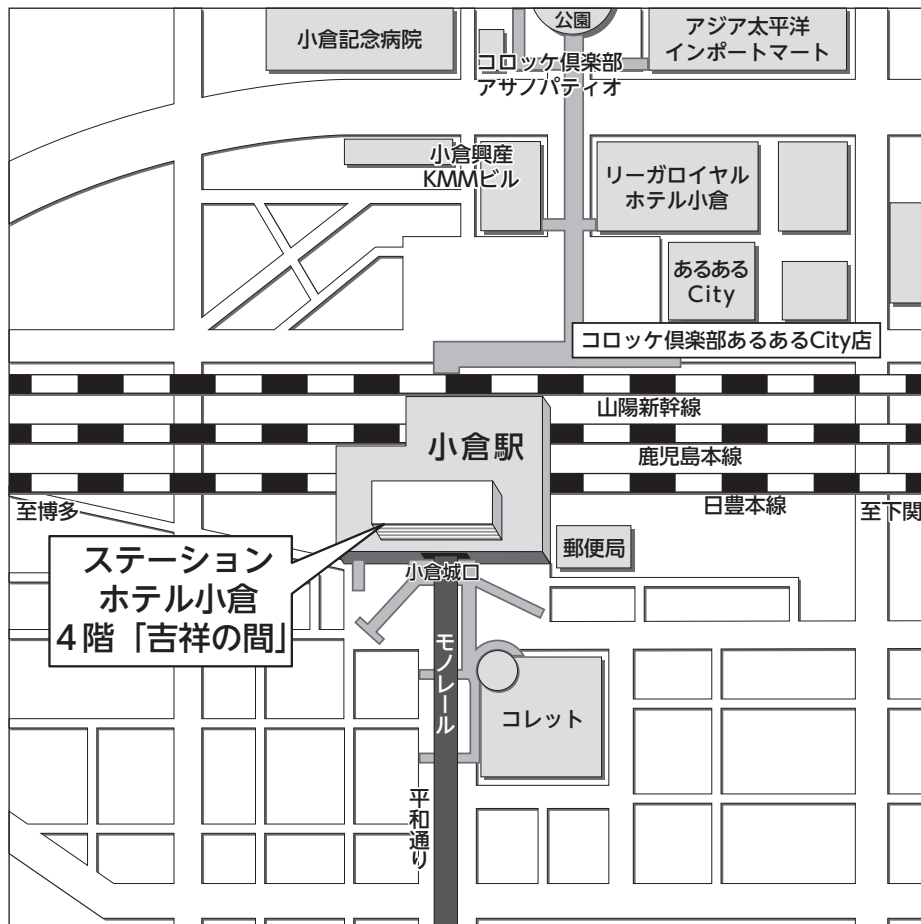 公園
小倉記念病院
アジア太平洋
インポートマート
コロッケ倶楽部
アサノパティオ
小倉興産
KMMビル
リーガロイヤル
ホテル小倉
あるある
City
コロッケ倶楽部あるあるCity店
山陽新幹線
小倉駅
鹿児島本線
日豊本線
至博多
至下関
郵便局
ステーション
ホテル小倉
4階「吉祥の間」
小倉城口
モノレール
コレット
平和通り